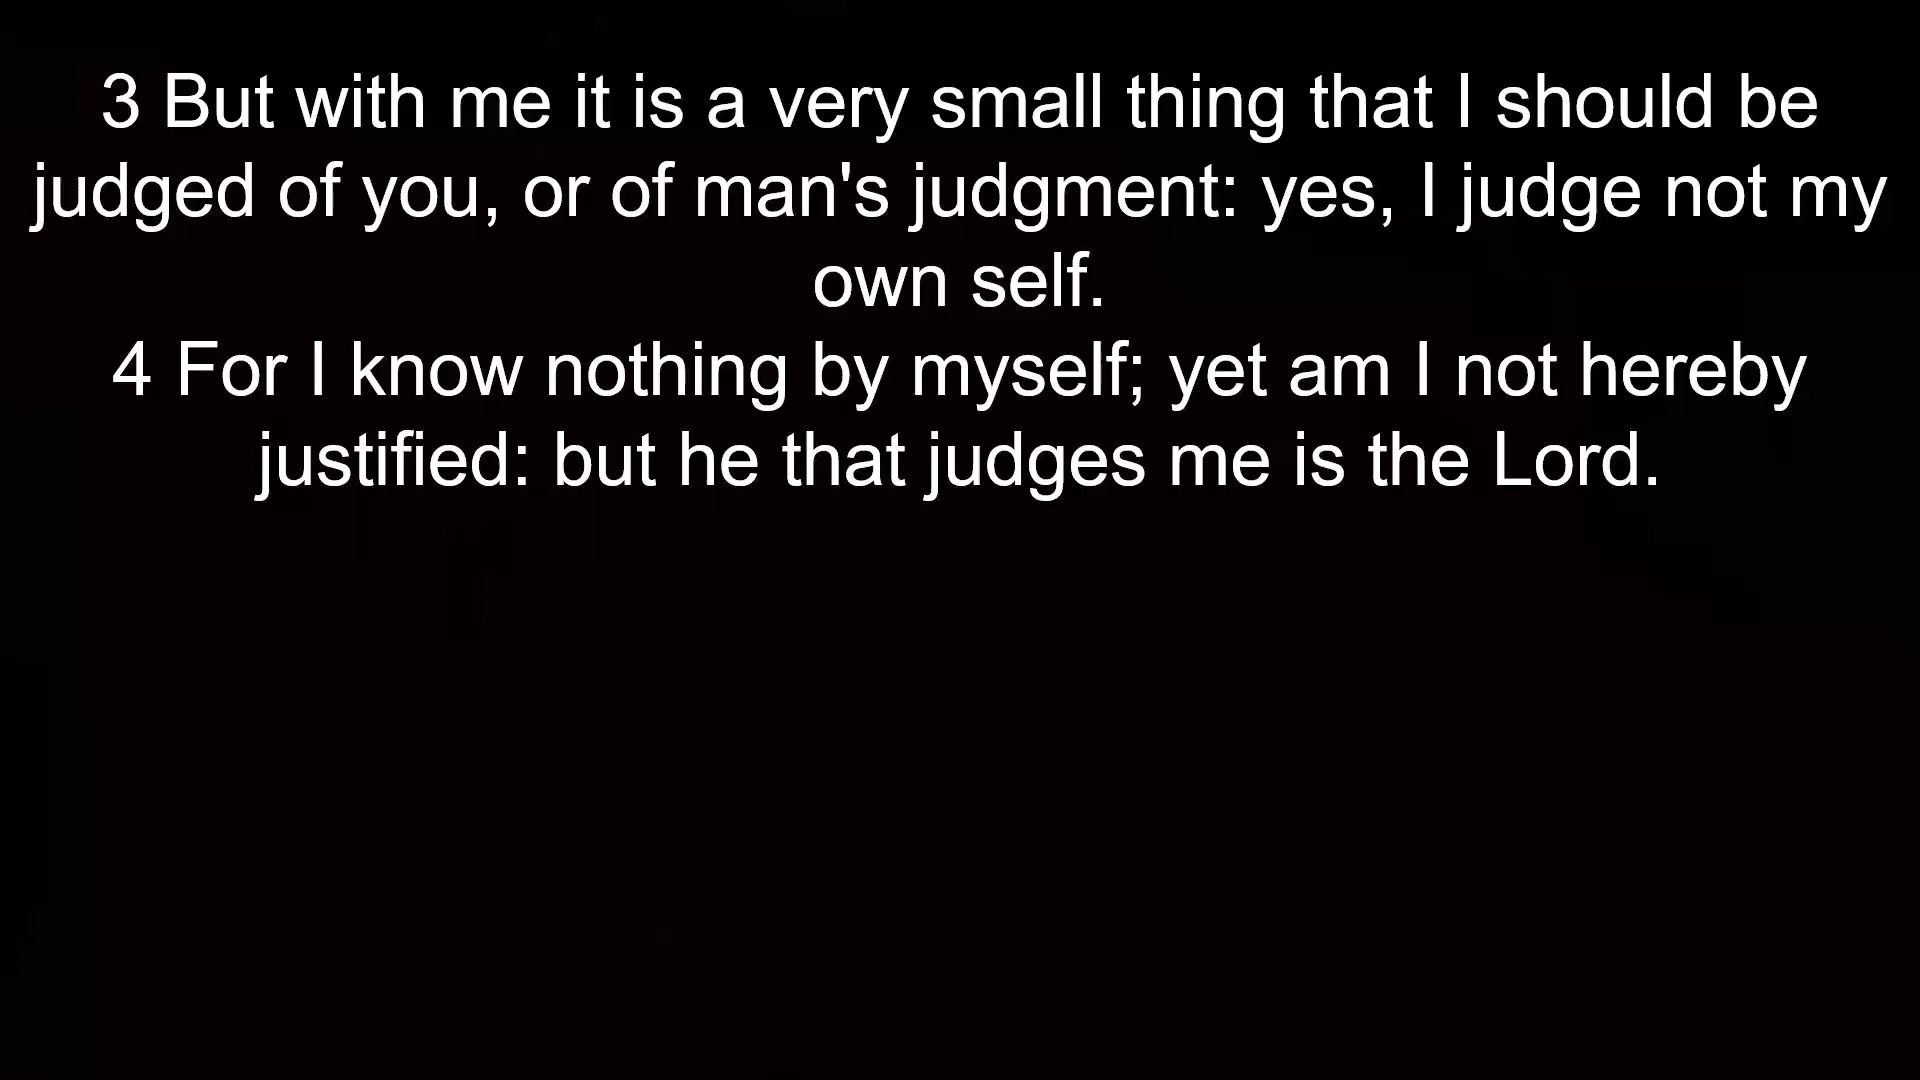 3 But with me it is a very small thing that I should be
judged of you, or of man's judgment: yes, I judge not my
own self.
4 For I know nothing by myself; yet am I not hereby
justified: but he that judges me is the Lord.